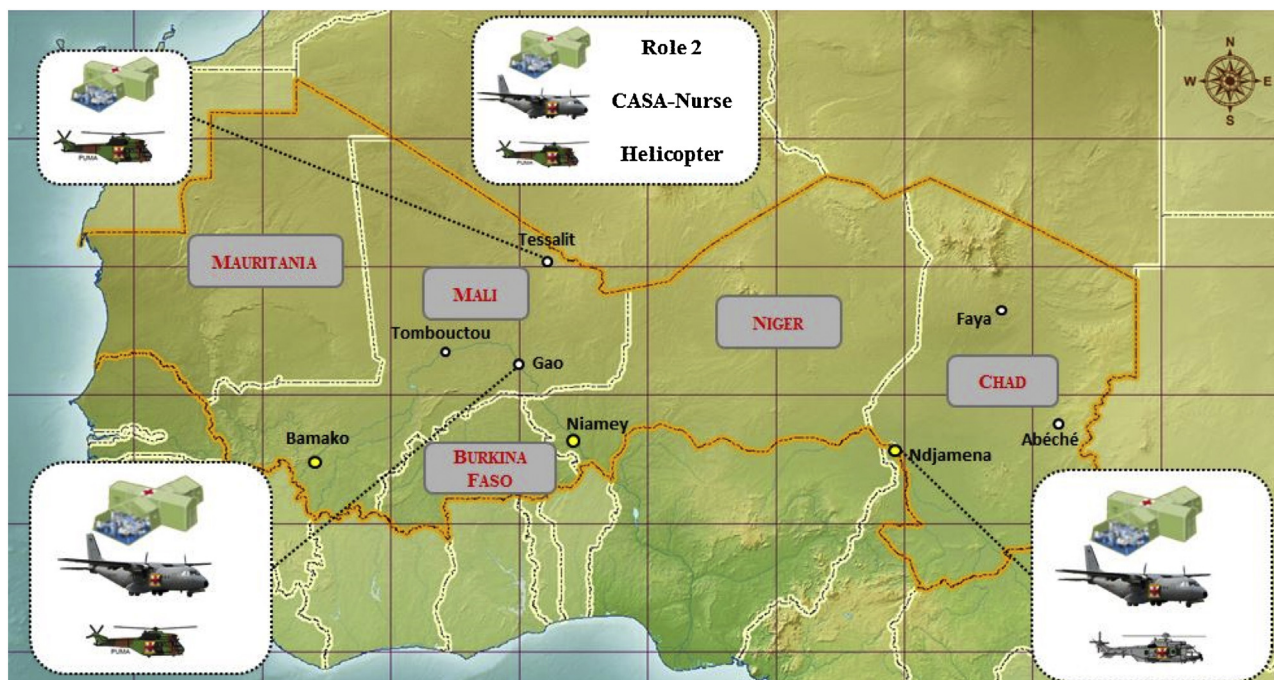 PUMA
Role 2
CASA-Nurse
PUMA
Helicopter
N
W E
S
Tessalit
MAURITANIA
MALI
NIGER
Faya
Tombouctou
Gao
CHAD
Niamey
Bamako
Abéché
Ndjamena
BURKINA
FASO
PUMA